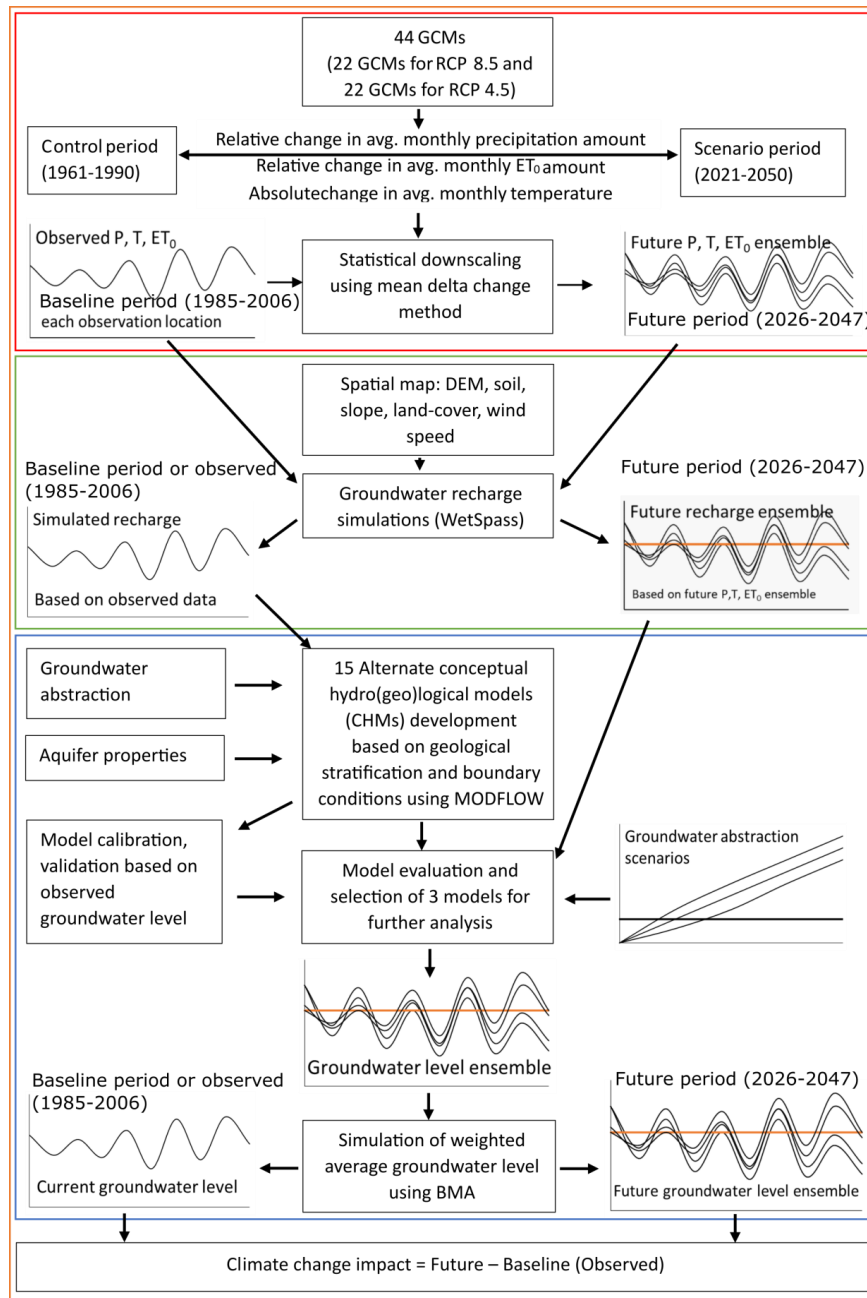 44 GCMs
(22 GCMs for RCP 8.5 and
22 GCMs for RCP 4.5)
Control period
(1961-1990)
Relative change in avg. monthly precipitation amount
Relative change in avg. monthly ET₀ amount
Absolutechange in avg. monthly temperature
Scenario period
(2021-2050)
Observed P, T, ET₀
Baseline period (1985-2006)
each observation location
Statistical downscaling
using mean delta change
method
Future P, T, ET₀ ensemble
Future period (2026-2047)
Spatial map: DEM, soil,
slope, land-cover, wind
speed
Baseline period or observed
(1985-2006)
Simulated recharge
Based on observed data
Groundwater recharge
simulations (WetSpass)
Future period (2026-2047)
Future recharge ensemble
Based on future P,T, ET₀ ensemble
Groundwater
abstraction
Aquifer properties
15 Alternate conceptual
hydro(geo)logical models
(CHMs) development
based on geological
stratification and boundary
conditions using MODFLOW
Model calibration,
validation based on
observed
groundwater level
Model evaluation and
selection of 3 models for
further analysis
Groundwater abstraction
scenarios
Groundwater level ensemble
Baseline period or observed
(1985-2006)
Current groundwater level
Simulation of weighted
average groundwater level
using BMA
Future period (2026-2047)
Future groundwater level ensemble
Climate change impact = Future – Baseline (Observed)